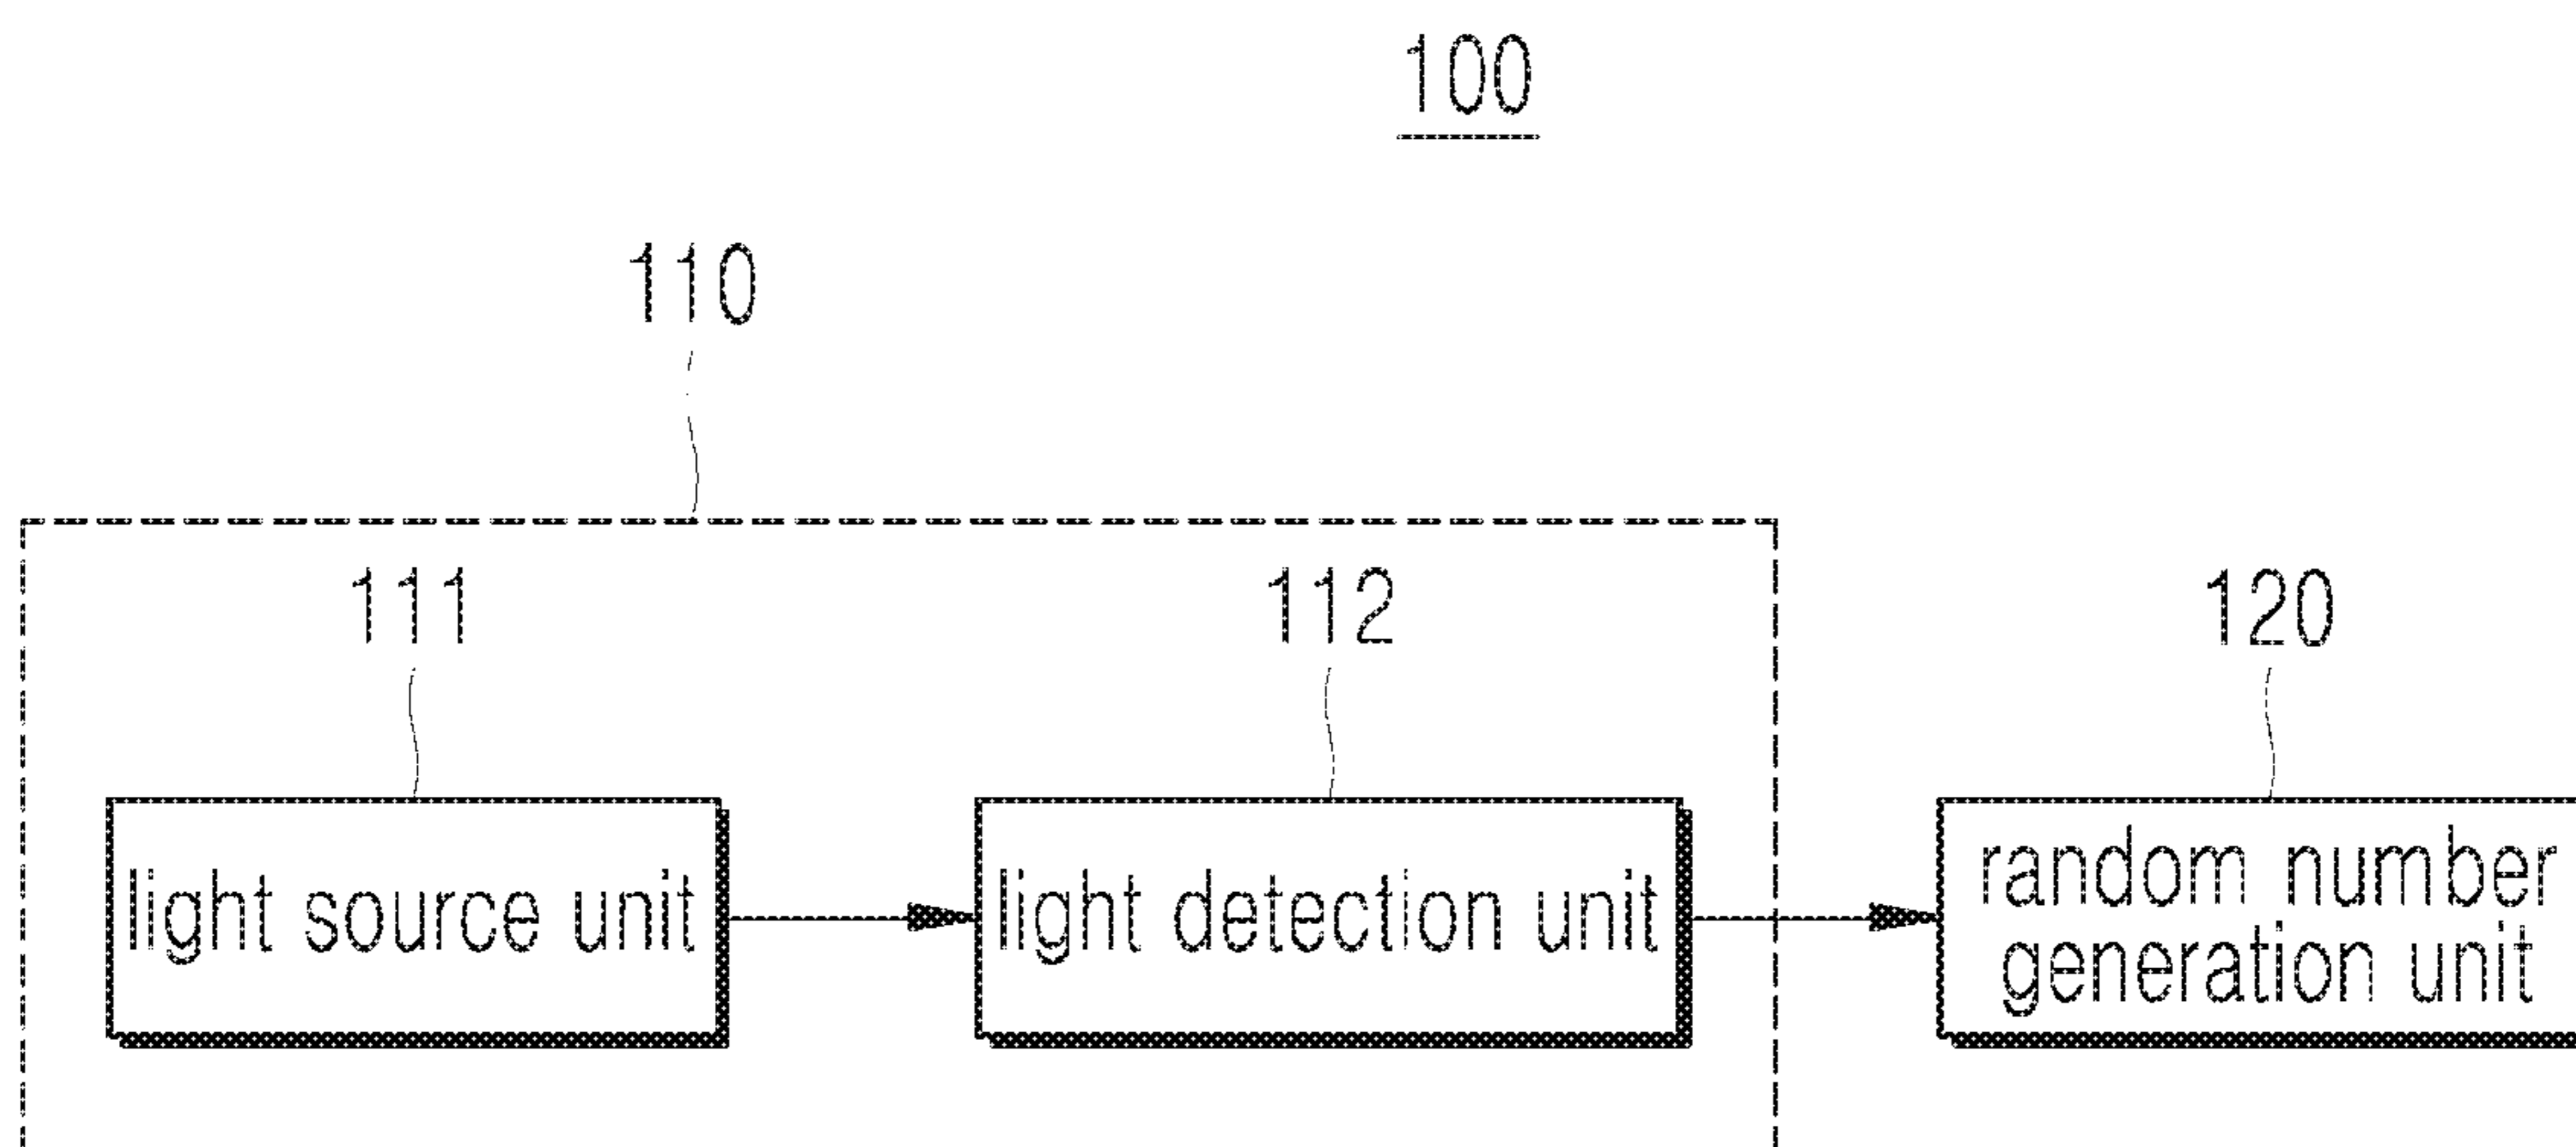 100
110
111
112
120
light source unit
light detection unit
random number
generation unit